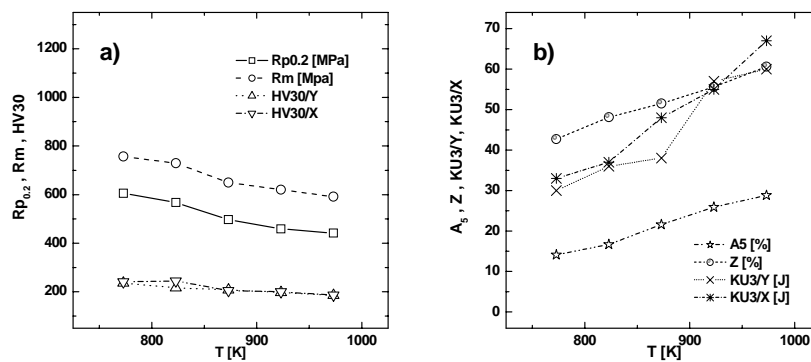 a)
Rp0.2 [MPa]
Rm [Mpa]
HV30/Y
HV30/X
1200
1000
800
600
400
200
800
900
1000
T [K]
Rp0.2 , Rm , HV30
b)
A5 [%]
Z [%]
KU3/Y [J]
KU3/X [J]
70
60
50
40
30
20
10
0
800
900
1000
T [K]
A5 , Z , KU3/Y, KU3/X